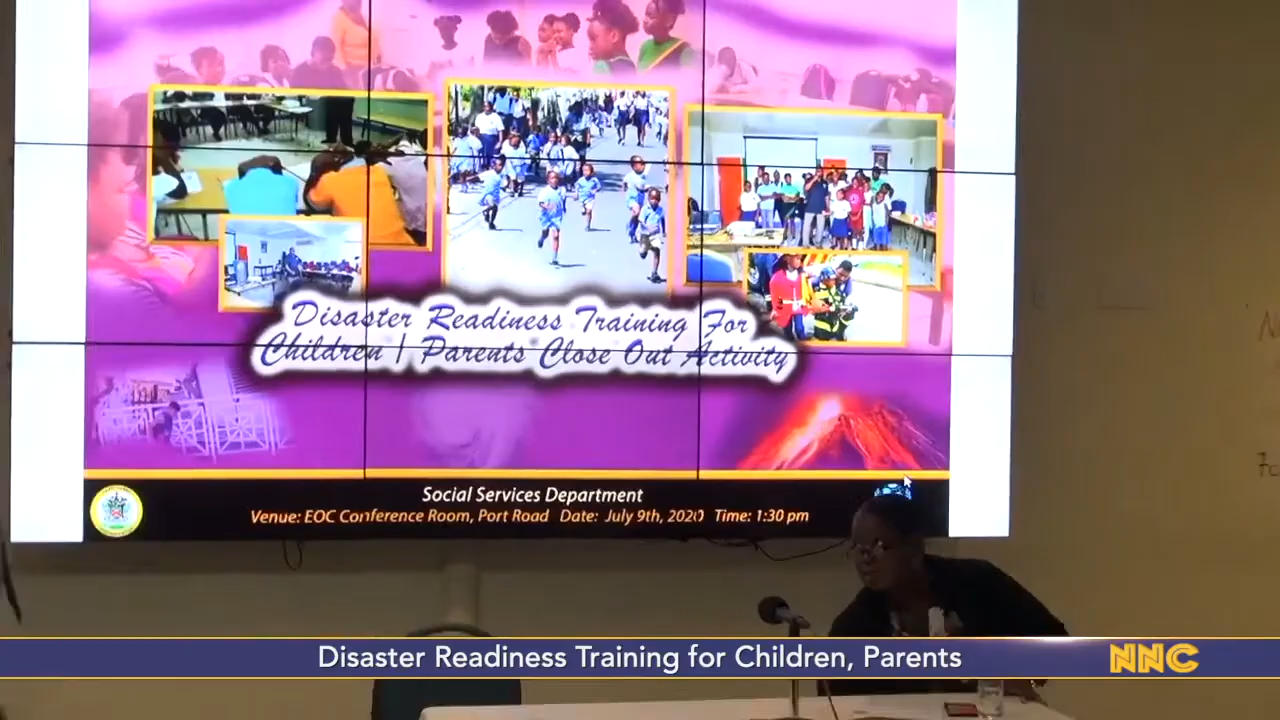 Disaster Readiness Training For
Children | Parents Close Out Activity
Social Services Department
Venue: EOC Conference Room, Port Road Date: July 9th, 2020 Time: 1:30 pm
Disaster Readiness Training for Children, Parents
NNC